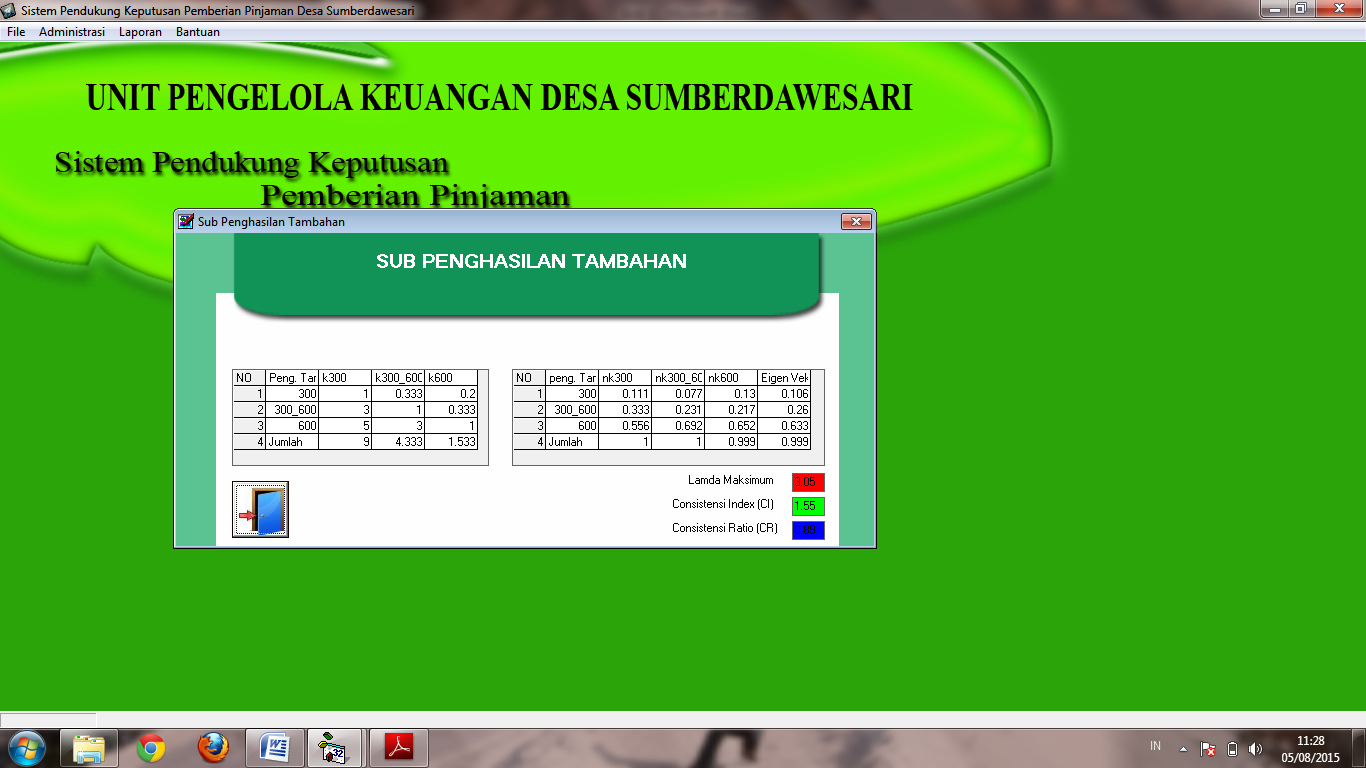 Sistem Pendukung Keputusan Pemberian Pinjaman Desa Sumberdawesari
File Administrasi Laporan Bantuan
UNIT PENGELOLA KEUANGAN DESA SUMBERDAWESARI
Sistem Pendukung Keputusan
Pemberian Pinjaman
Sub Penghasilan Tambahan
SUB PENGHASILAN TAMBAHAN
NO Peng. Tar k300 k300_600 k600
1 300 1 0.333 0.2
2 300_600 3 1 0.333
3 600 5 3 1
4 Jumlah 9 4.333 1.533
NO peng. Tar nk300 nk300_60 nk600 Eigen Vek
1 300 0.111 0.077 0.13 0.106
2 300_600 0.333 0.231 0.217 0.26
3 600 0.556 0.692 0.652 0.633
4 Jumlah 1 1 0.999 0.999
Lamda Maksimum 3.05
Consistensi Index (CI) 1.55
Consistensi Ratio (CR)
32
IN
11:28
05/08/2015